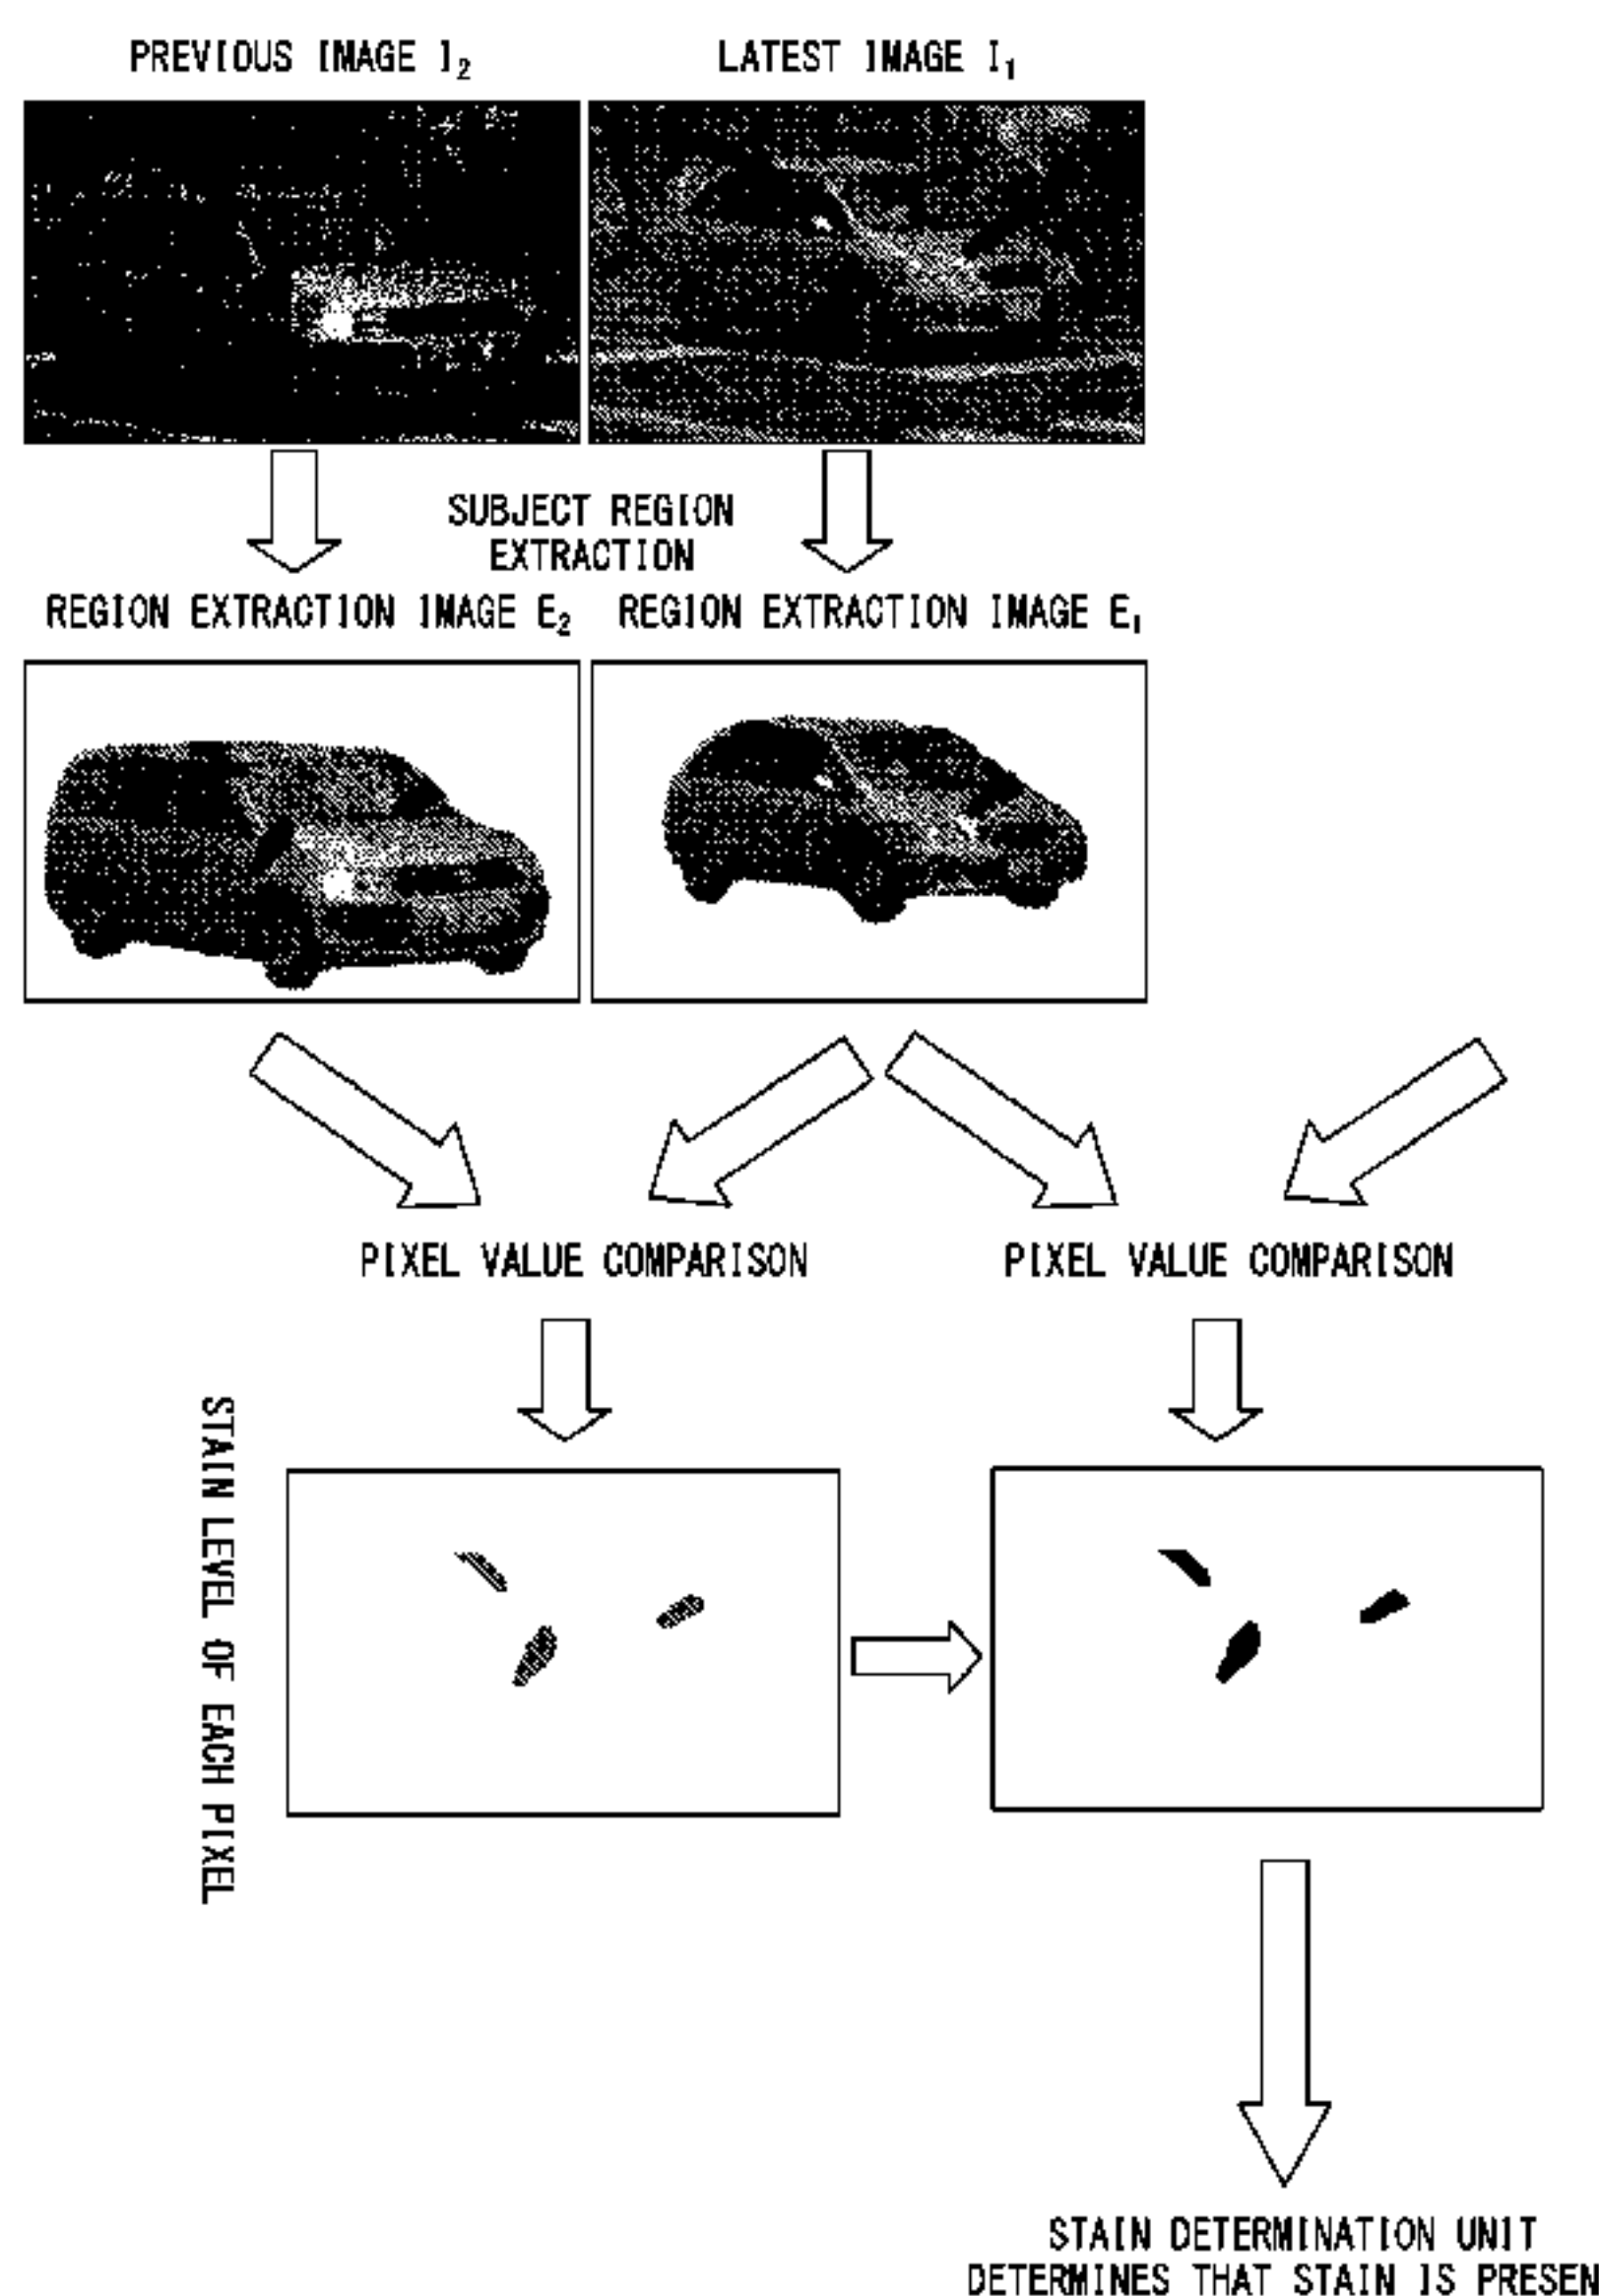 PREVIOUS IMAGE I2
LATEST IMAGE I1
SUBJECT REGION
EXTRACTION
REGION EXTRACTION IMAGE E2
REGION EXTRACTION IMAGE E1
PIXEL VALUE COMPARISON
PIXEL VALUE COMPARISON
STAIN LEVEL OF EACH PIXEL
STAIN DETERMINATION UNIT
DETERMINES THAT STAIN IS PRESEN